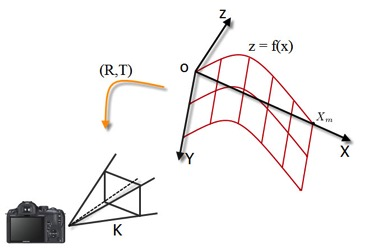 z
z = f(x)
(R,T)
o
X_m
X
Y
K